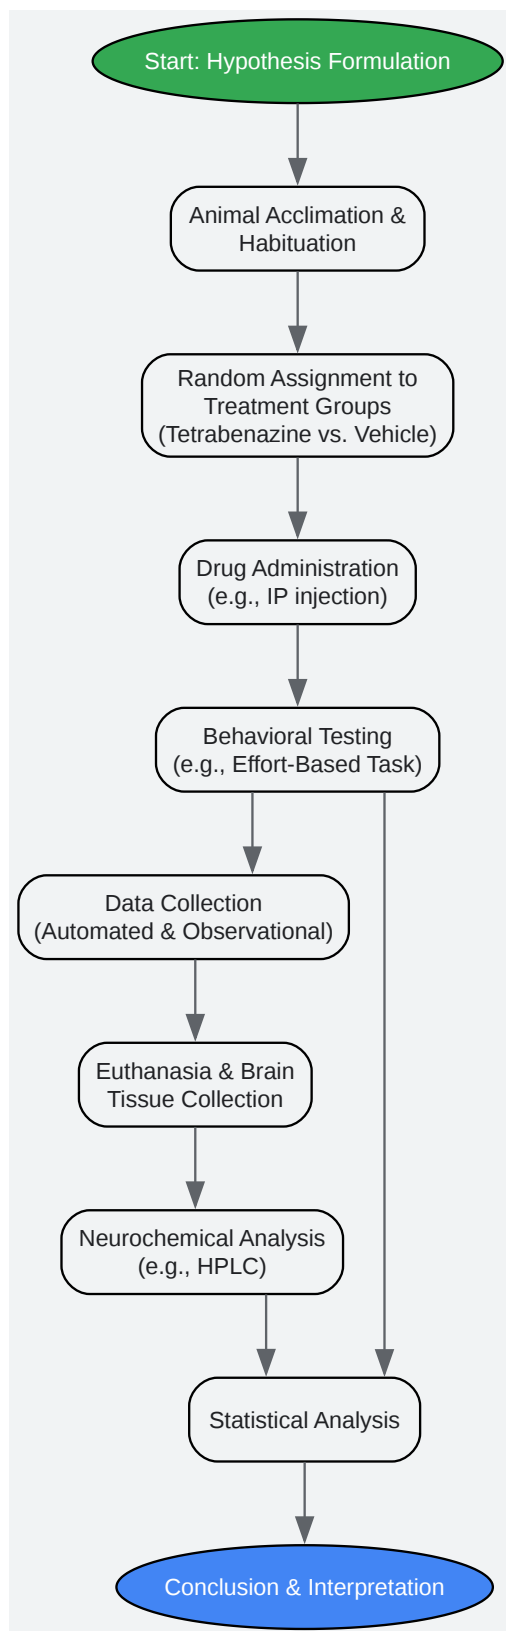 Start: Hypothesis Formulation
Animal Acclimation &
Habituation
Random Assignment to
Treatment Groups
(Tetrabenazine vs. Vehicle)
Drug Administration
(e.g., IP injection)
Behavioral Testing
(e.g., Effort-Based Task)
Data Collection
(Automated & Observational)
Euthanasia & Brain
Tissue Collection
Neurochemical Analysis
(e.g., HPLC)
Statistical Analysis
Conclusion & Interpretation